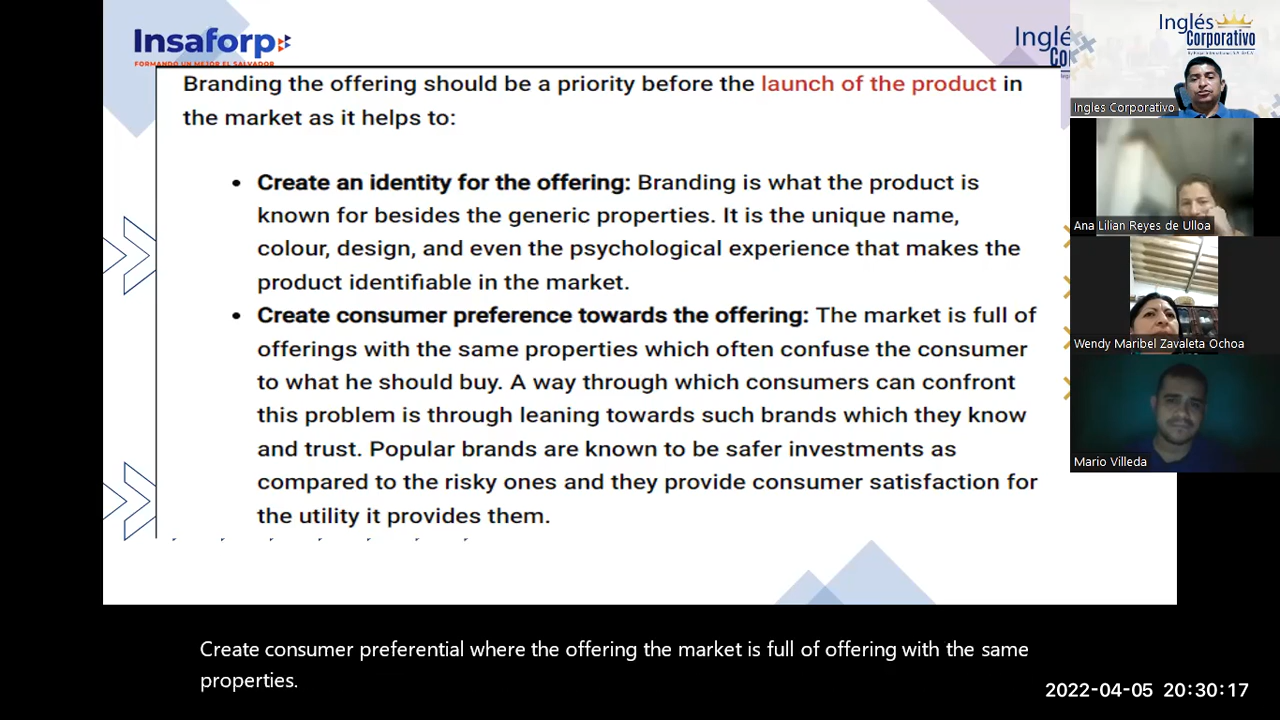 Insaforp
FORMANDO UN MEJOR EL SALVADOR
Inglé
Co
Branding the offering should be a priority before the launch of the product in
the market as it helps to:
• Create an identity for the offering: Branding is what the product is
known for besides the generic properties. It is the unique name,
colour, design, and even the psychological experience that makes the
product identifiable in the market.
• Create consumer preference towards the offering: The market is full of
offerings with the same properties which often confuse the consumer
to what he should buy. A way through which consumers can confront
this problem is through leaning towards such brands which they know
and trust. Popular brands are known to be safer investments as
compared to the risky ones and they provide consumer satisfaction for
the utility it provides them.
Inglés
Corporativo
Ingles Corporativo
Ana Lilian Reyes de Ulloa
Wendy Maribel Zavaleta Ochoa
Mario Villeda
Create consumer preferential where the offering the market is full of offering with the same
properties.
2022-04-05 20:30:17